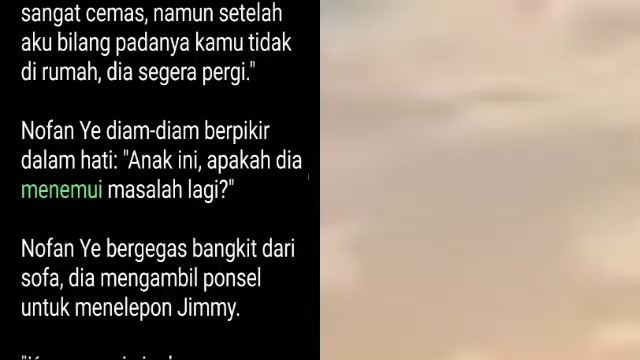 sangat cemas, namun setelah
aku bilang padanya kamu tidak
di rumah, dia segera pergi."
Nofan Ye diam-diam berpikir
dalam hati: "Anak ini, apakah dia
menemui masalah lagi?"
Nofan Ye bergegas bangkit dari
sofa, dia mengambil ponsel
untuk menelepon Jimmy.